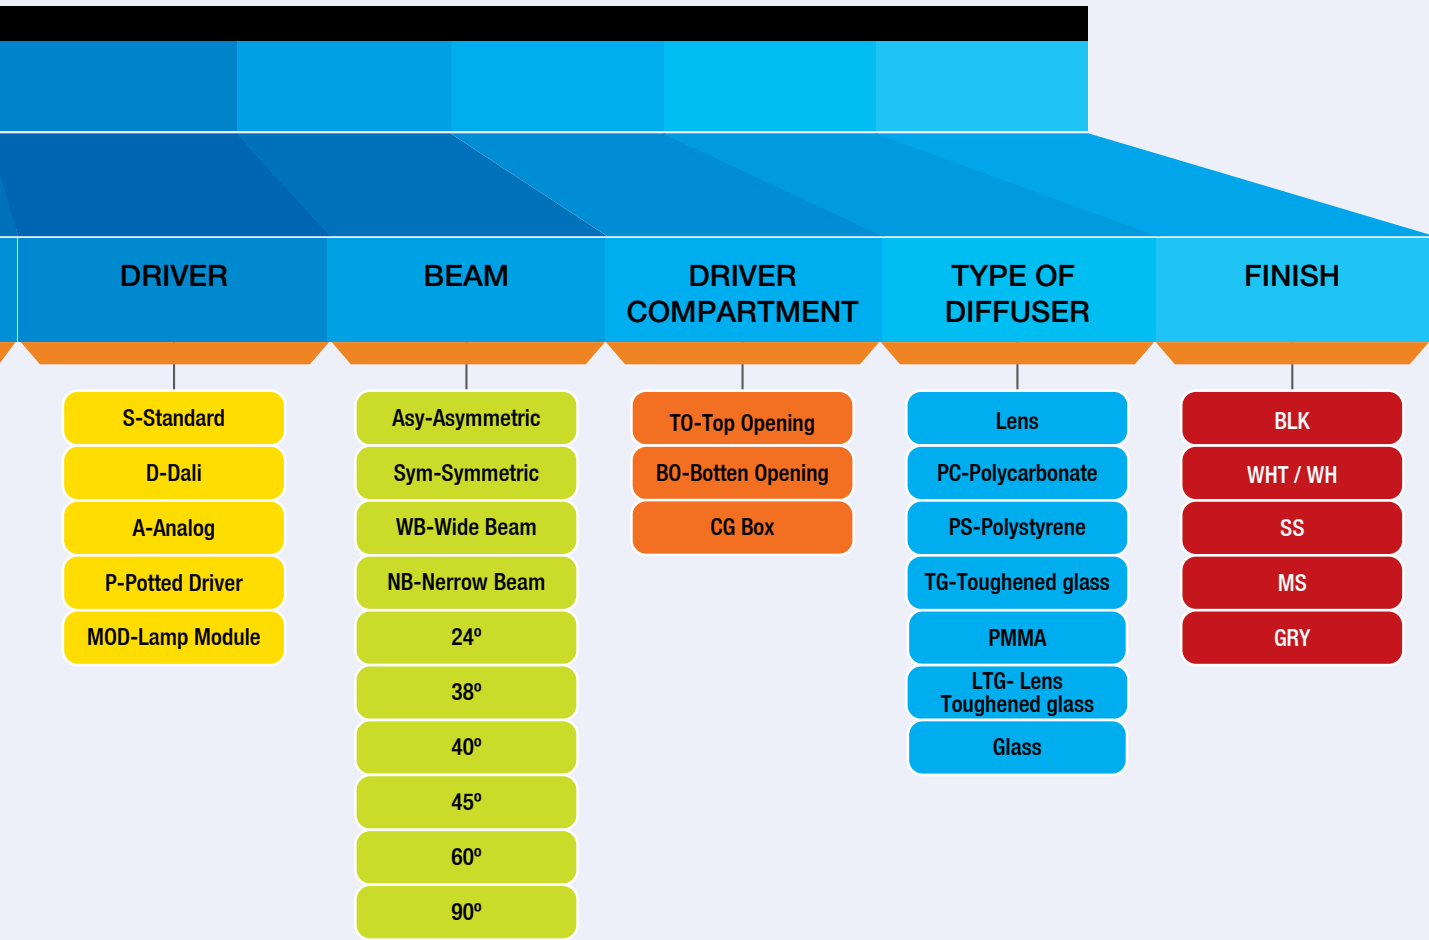 DRIVER
S-Standard
D-Dali
A-Analog
P-Potted Driver
MOD-Lamp Module
BEAM
Asy-Asymmetric
Sym-Symmetric
WB-Wide Beam
NB-Nerrow Beam
24º
38º
40º
45º
60º
90º
DRIVER
COMPARTMENT
TO-Top Opening
BO-Botten Opening
CG Box
TYPE OF
DIFFUSER
Lens
PC-Polycarbonate
PS-Polystyrene
TG-Toughened glass
PMMA
LTG- Lens
Toughened glass
Glass
FINISH
BLK
WHT / WH
SS
MS
GRY